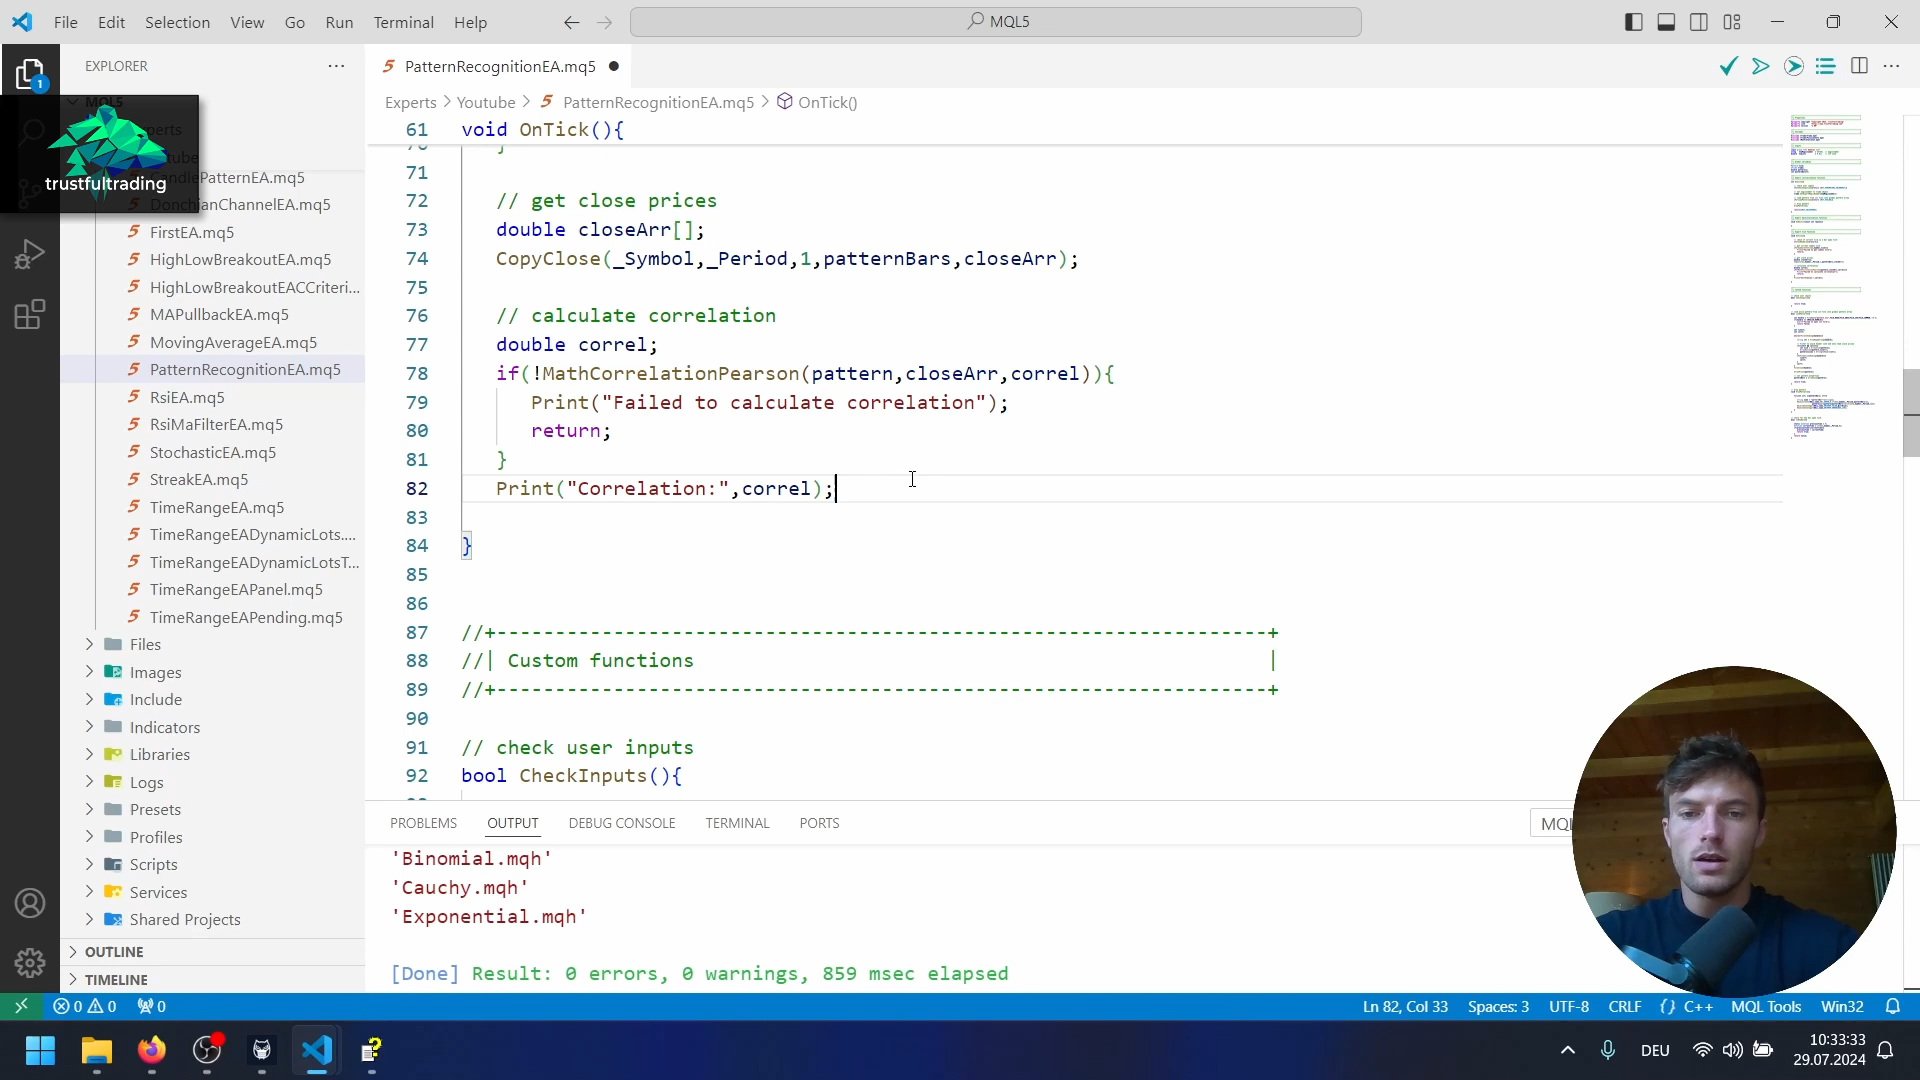 File Edit Selection View Go Run Terminal Help
MQL5
EXPLORER
PatternRecognitionEA.mq5
Experts > Youtube > PatternRecognitionEA.mq5 > OnTick()
trustfultrading
CandlePatternEA.mq5
DonchianChannelEA.mq5
FirstEA.mq5
HighLowBreakoutEA.mq5
HighLowBreakoutEACCriteri...
MAPullbackEA.mq5
MovingAverageEA.mq5
PatternRecognitionEA.mq5
RsiEA.mq5
RsiMaFilterEA.mq5
StochasticEA.mq5
StreakEA.mq5
TimeRangeEA.mq5
TimeRangeEADynamicLots....
TimeRangeEADynamicLotsT...
TimeRangeEAPanel.mq5
TimeRangeEAPending.mq5
Files
Images
Include
Indicators
Libraries
Logs
Presets
Profiles
Scripts
Services
Shared Projects
OUTLINE
TIMELINE
61 void OnTick(){
71
72 // get close prices
73 double closeArr[];
74 CopyClose(_Symbol,_Period,1,patternBars,closeArr);
75
76 // calculate correlation
77 double correl;
78 if(!MathCorrelationPearson(pattern,closeArr,correl)){
79 Print("Failed to calculate correlation");
80 return;
81 }
82 Print("Correlation:",correl);
83
84 }
85
86
87 //+------------------------------------------------------------------+
88 //| Custom functions |
89 //+------------------------------------------------------------------+
90
91 // check user inputs
92 bool CheckInputs(){
PROBLEMS OUTPUT DEBUG CONSOLE TERMINAL PORTS
'Binomial.mqh'
'Cauchy.mqh'
'Exponential.mqh'
[Done] Result: 0 errors, 0 warnings, 859 msec elapsed
0 0 0 Ln 82, Col 33 Spaces: 3 UTF-8 CRLF {} C++ MQL Tools Win32
DEU
10:33:33
29.07.2024